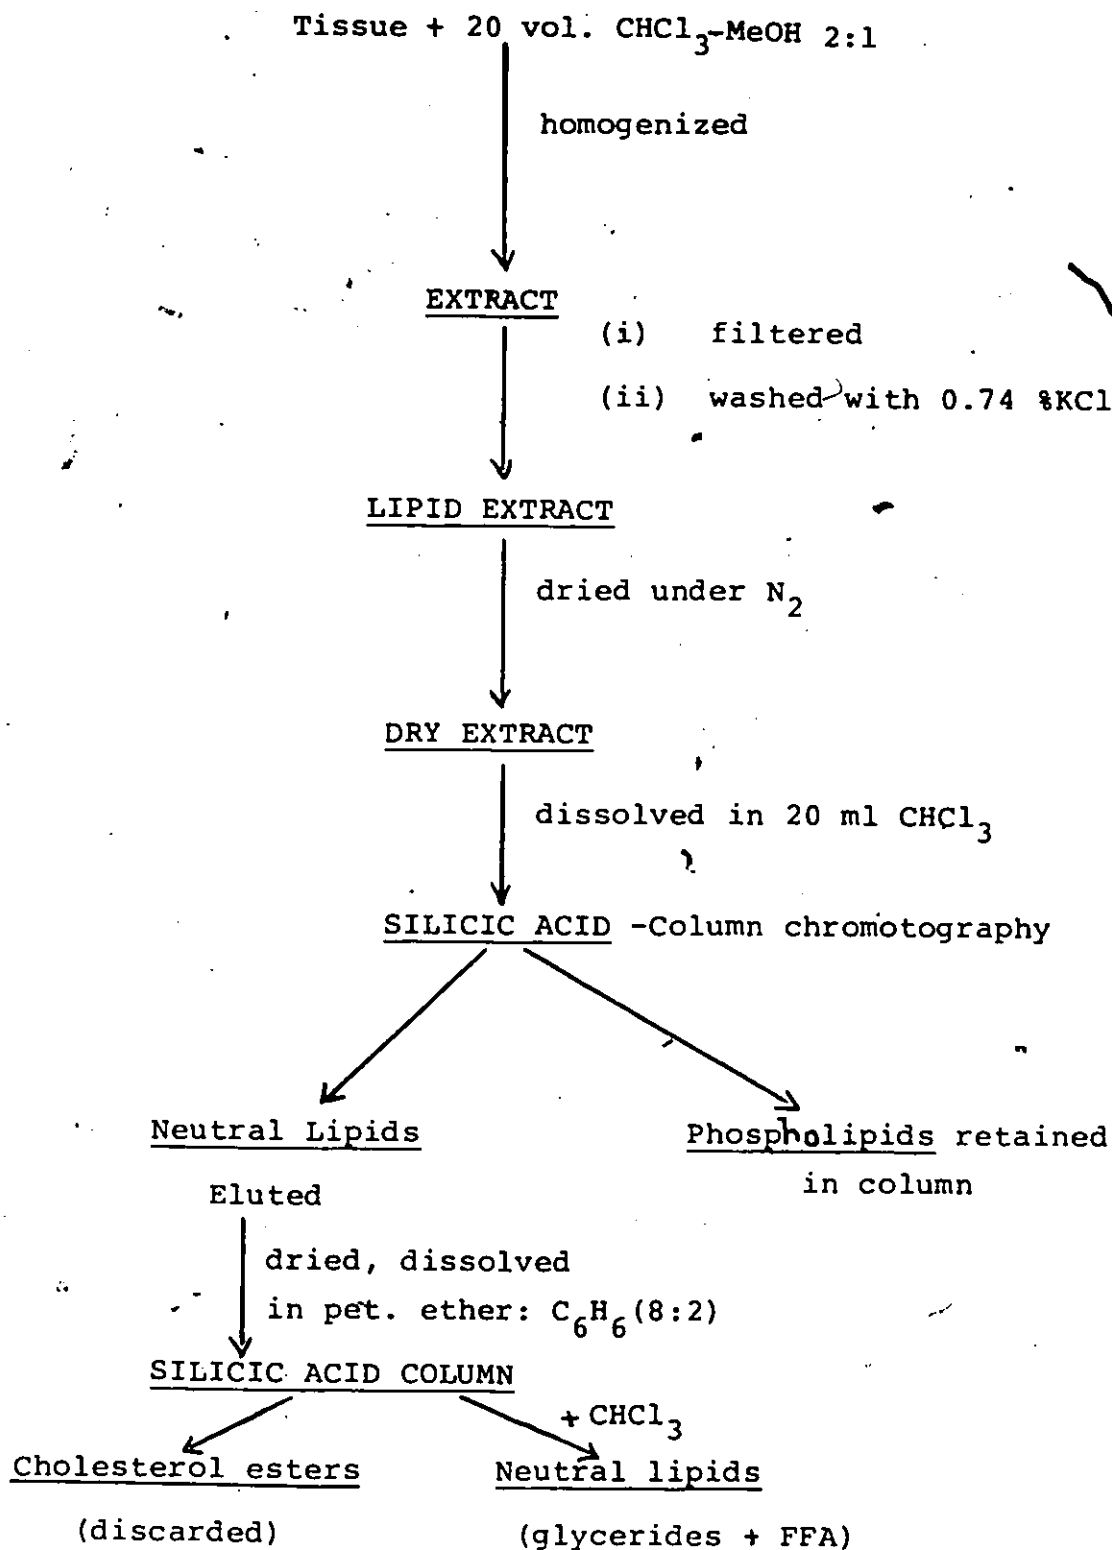 Tissue + 20 vol. CHCl3-MeOH 2:1
homogenized
EXTRACT
(i) filtered
(ii) washed with 0.74 %KCl
LIPID EXTRACT
dried under N2
DRY EXTRACT
dissolved in 20 ml CHCl3
SILICIC ACID -Column chromotography
Neutral Lipids
Phospholipids retained
in column
Eluted
dried, dissolved
in pet. ether: C6H6(8:2)
SILICIC ACID COLUMN
+ CHCl3
Cholesterol esters
Neutral lipids
(discarded)
(glycerides + FFA)